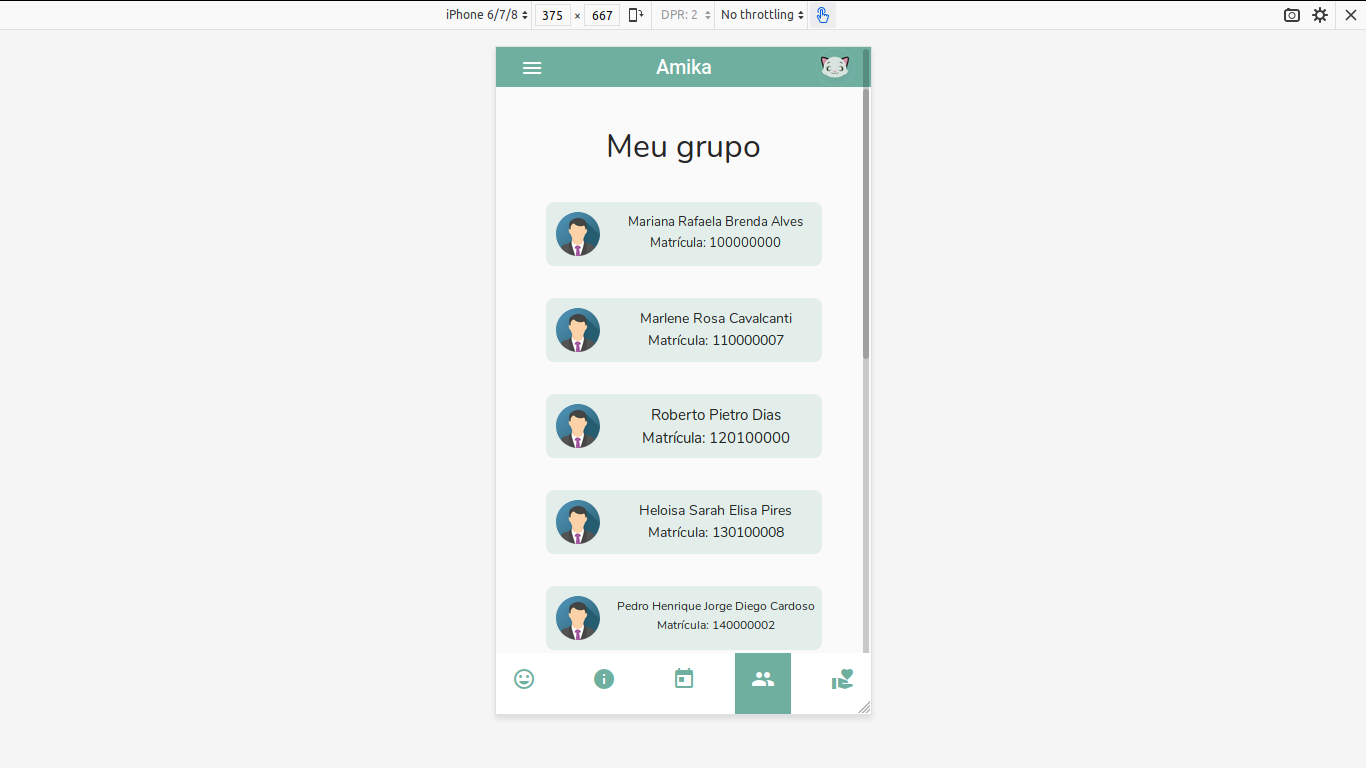 iPhone 6/7/8 375 × 667 DPR: 2 No throttling
Amika
Meu grupo
Mariana Rafaela Brenda Alves
Matrícula: 100000000
Marlene Rosa Cavalcanti
Matrícula: 110000007
Roberto Pietro Dias
Matrícula: 120100000
Heloisa Sarah Elisa Pires
Matrícula: 130100008
Pedro Henrique Jorge Diego Cardoso
Matrícula: 140000002